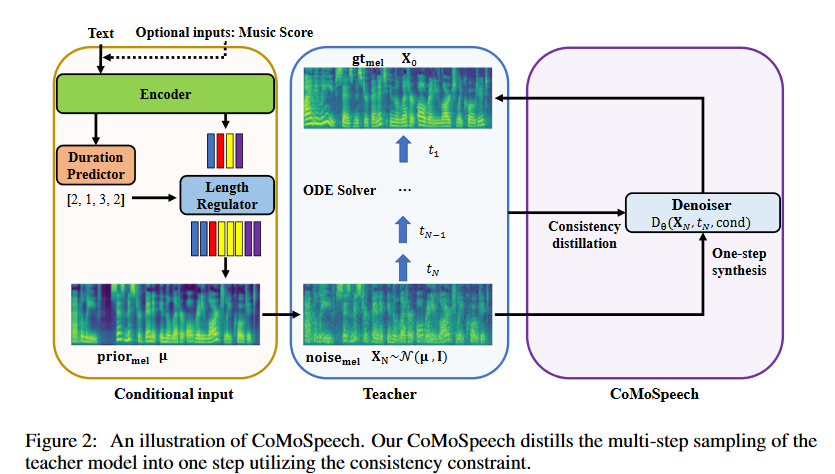 Text
Optional inputs: Music Score
Encoder
Duration
Predictor
[2, 1, 3, 2]
Length
Regulator
prior_mel μ
Conditional input
gt_mel X_0
t_1
ODE Solver ...
t_{N−1}
t_N
noise_mel X_N~𝒩(μ, I)
Teacher
Consistency
distillation
Denoiser
D_θ(X_N, t_N, cond)
One-step
synthesis
CoMoSpeech
Figure 2: An illustration of CoMoSpeech. Our CoMoSpeech distills the multi-step sampling of the
teacher model into one step utilizing the consistency constraint.